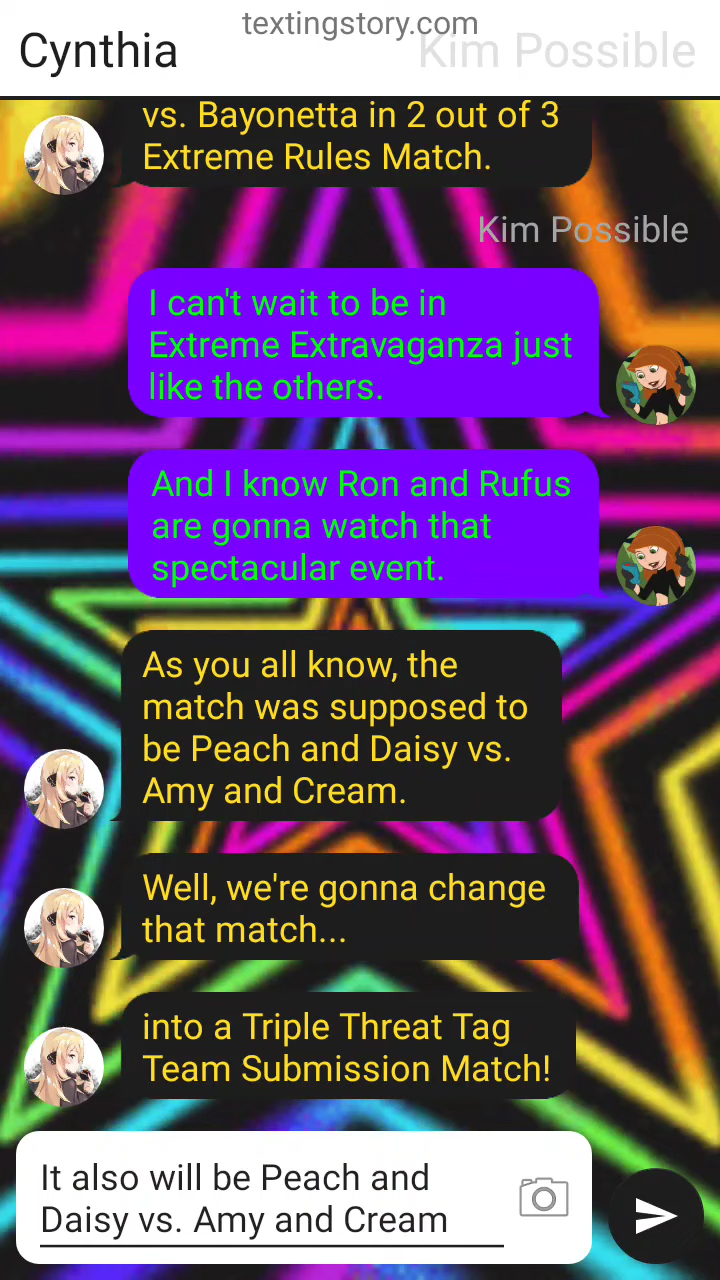 textingstory.com
Cynthia
Kim Possible
vs. Bayonetta in 2 out of 3
Extreme Rules Match.
Kim Possible
I can't wait to be in
Extreme Extravaganza just
like the others.
And I know Ron and Rufus
are gonna watch that
spectacular event.
As you all know, the
match was supposed to
be Peach and Daisy vs.
Amy and Cream.
Well, we're gonna change
that match...
into a Triple Threat Tag
Team Submission Match!
It also will be Peach and
Daisy vs. Amy and Cream